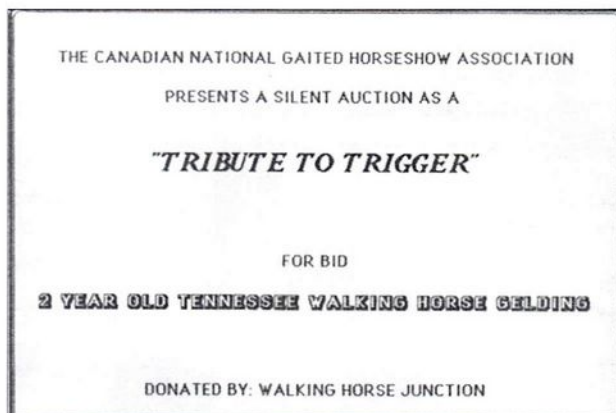 THE CANADIAN NATIONAL GAITED HORSESHOW ASSOCIATION
PRESENTS A SILENT AUCTION AS A
"TRIBUTE TO TRIGGER"
FOR BID
2 YEAR OLD TENNESSEE WALKING HORSE GELDING
DONATED BY: WALKING HORSE JUNCTION